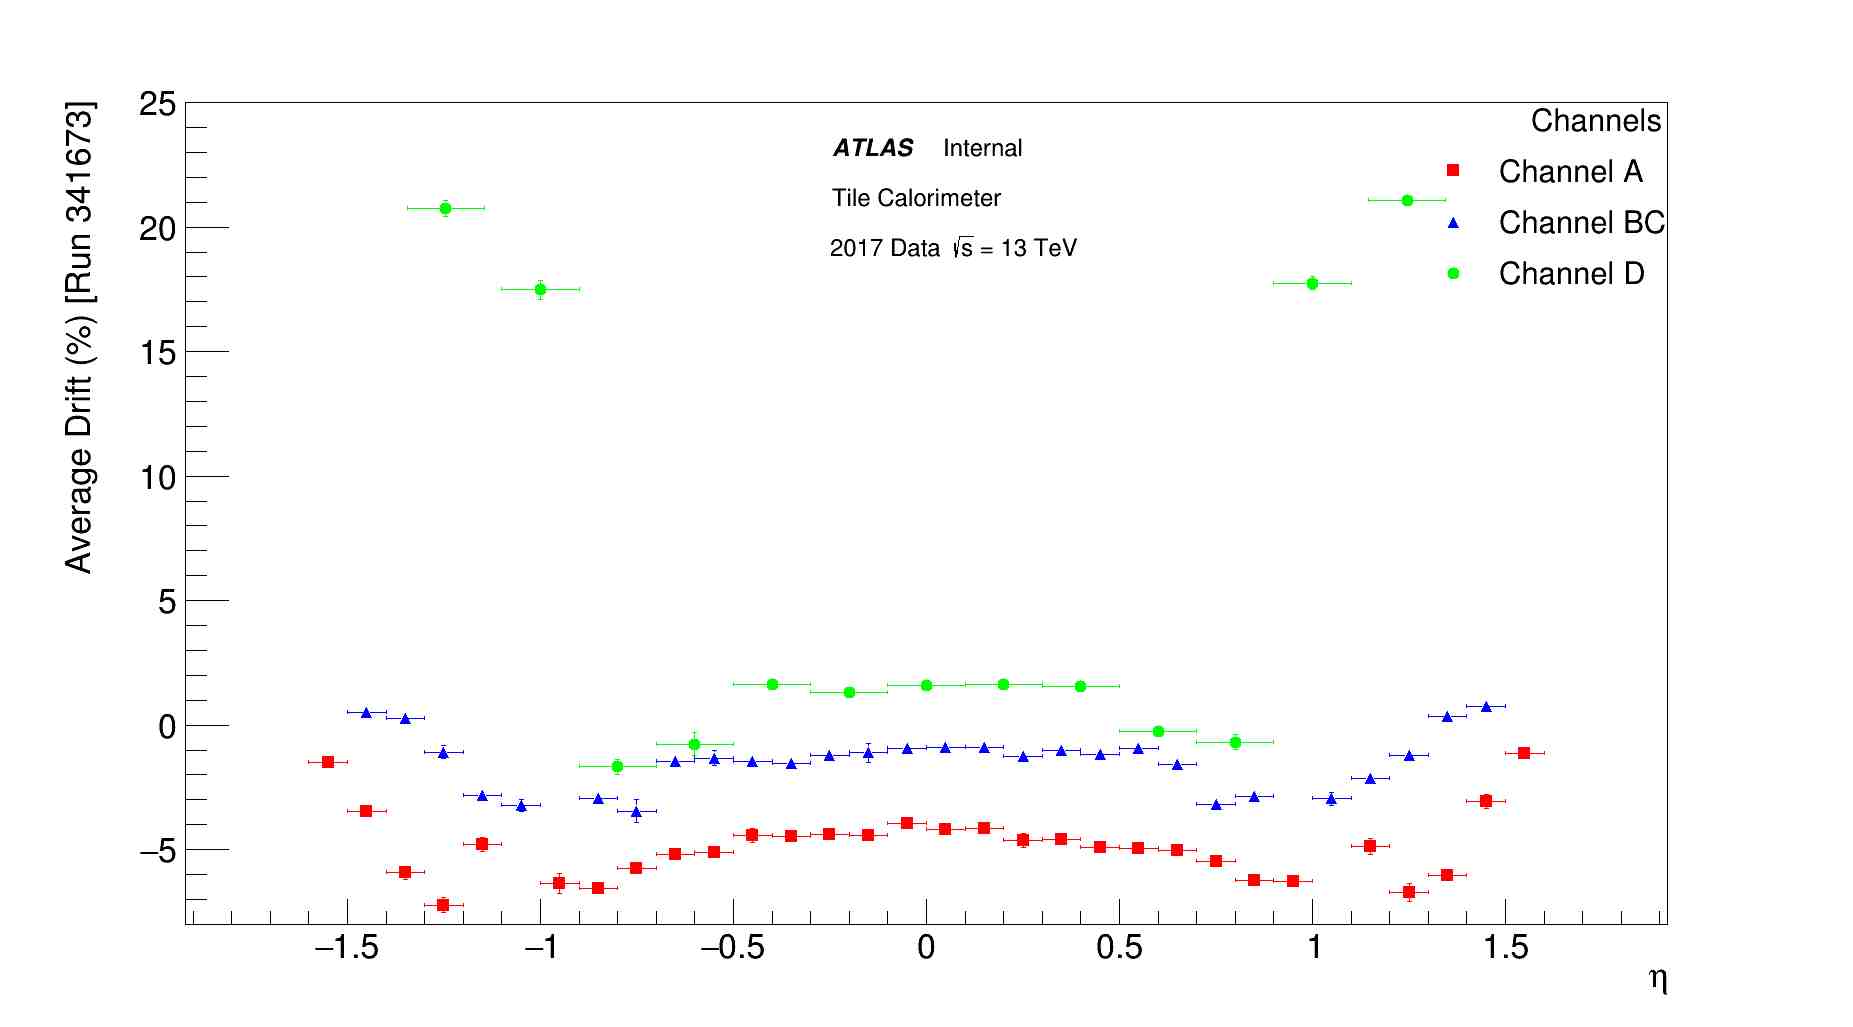 25
20
15
10
5
0
−5
Average Drift (%) [Run 341673]
ATLAS Internal
Tile Calorimeter
2017 Data √s = 13 TeV
Channels
Channel A
Channel BC
Channel D
−1.5 −1 −0.5 0 0.5 1 1.5
η